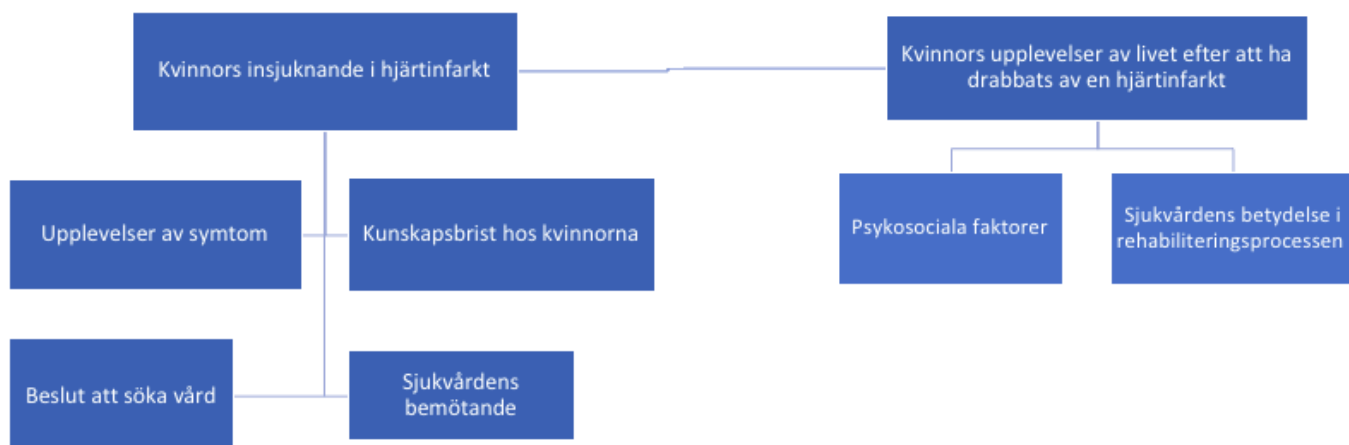 Kvinnors insjuknande i hjärtinfarkt
Kvinnors upplevelser av livet efter att ha
drabbats av en hjärtinfarkt
Upplevelser av symtom
Kunskapsbrist hos kvinnorna
Psykosociala faktorer
Sjukvårdens betydelse i
rehabiliteringsprocessen
Beslut att söka vård
Sjukvårdens
bemötande